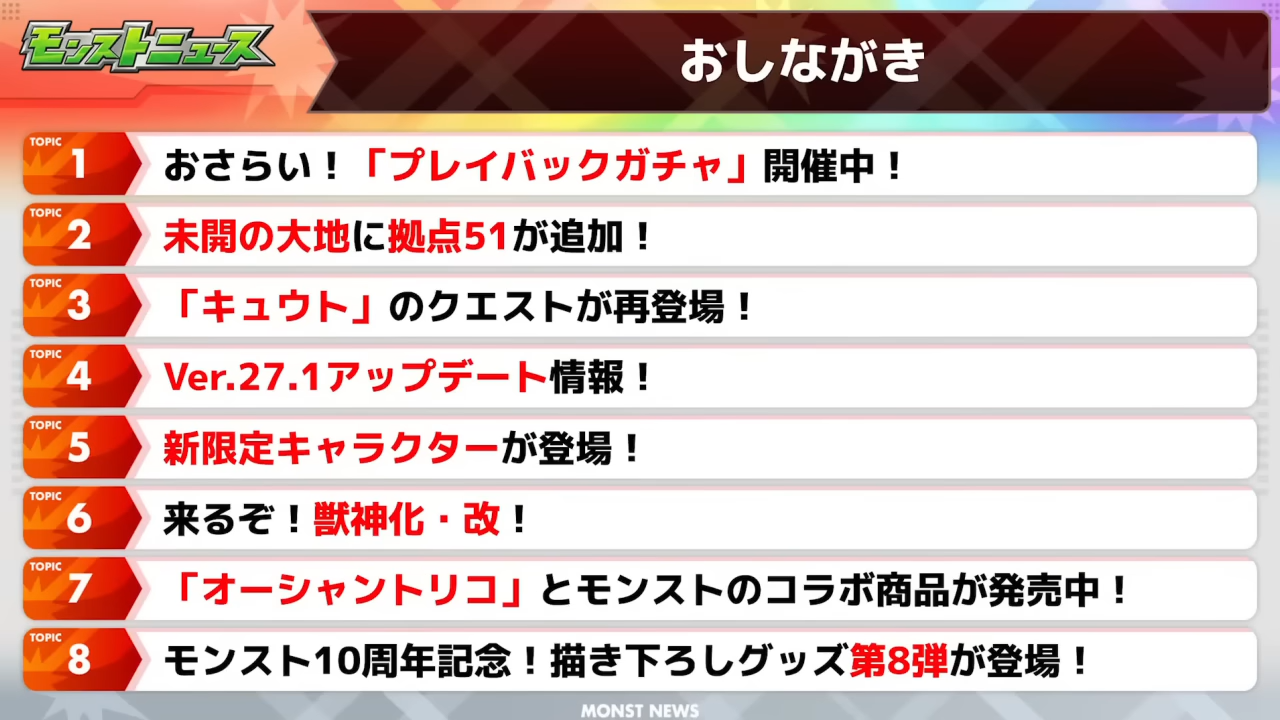 モンストニュース
おしながき
TOPIC 1 おさらい！「プレイバックガチャ」開催中！
TOPIC 2 未開の大地に拠点51が追加！
TOPIC 3 「キュウト」のクエストが再登場！
TOPIC 4 Ver.27.1アップデート情報！
TOPIC 5 新限定キャラクターが登場！
TOPIC 6 来るぞ！獣神化・改！
TOPIC 7 「オーシャントリコ」とモンストのコラボ商品が発売中！
TOPIC 8 モンスト10周年記念！描き下ろしグッズ第8弾が登場！
MONST NEWS